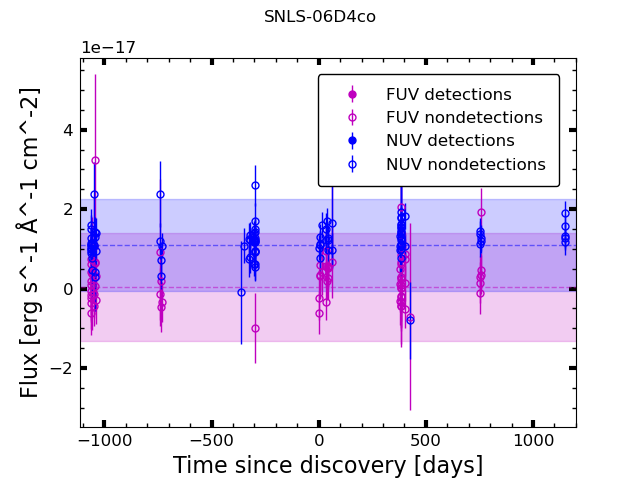 SNLS-06D4co
1e−17
FUV detections
FUV nondetections
NUV detections
NUV nondetections
4
2
0
−2
Flux [erg s^-1 Å^-1 cm^-2]
−1000
−500
0
500
1000
Time since discovery [days]